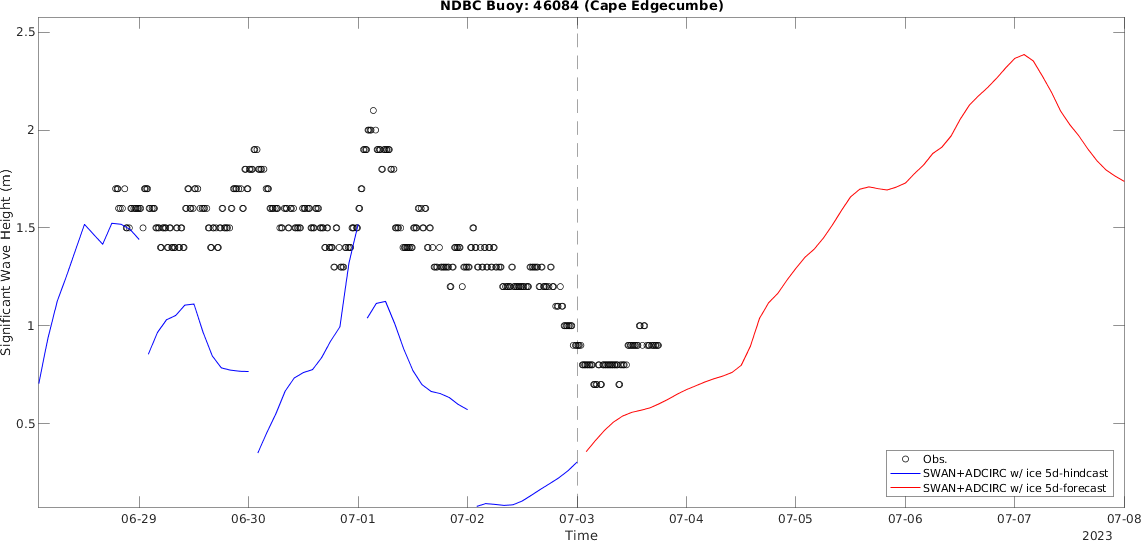 NDBC Buoy: 46084 (Cape Edgecumbe)
2.5
2
1.5
1
0.5
Significant Wave Height (m)
06-29 06-30 07-01 07-02 07-03 07-04 07-05 07-06 07-07 07-08
Time
2023
Obs.
SWAN+ADCIRC w/ ice 5d-hindcast
SWAN+ADCIRC w/ ice 5d-forecast